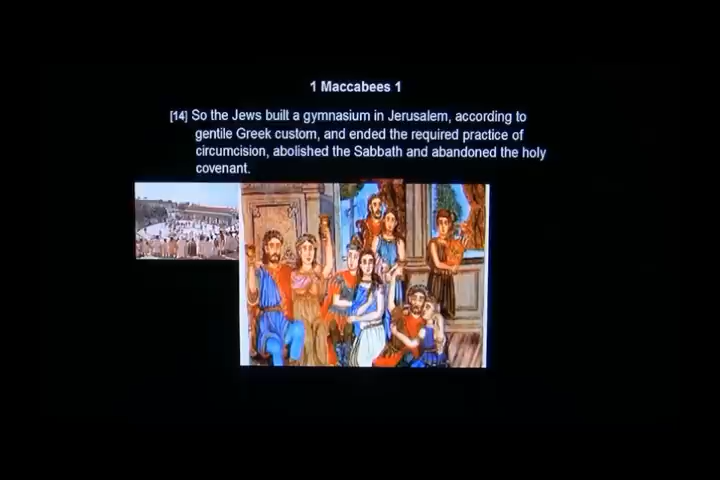 1 Maccabees 1
[14] So the Jews built a gymnasium in Jerusalem, according to
gentile Greek custom, and ended the required practice of
circumcision, abolished the Sabbath and abandoned the holy
covenant.